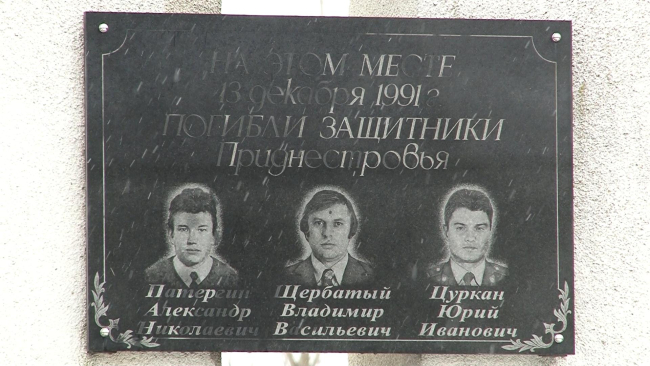 НА ЭТОМ МЕСТЕ
13 декабря 1991 г
ПОГИБЛИ ЗАЩИТНИКИ
Приднестровья
Патергин Щербатый Цуркан
Александр Владимир Юрий
Николаевич Васильевич Иванович